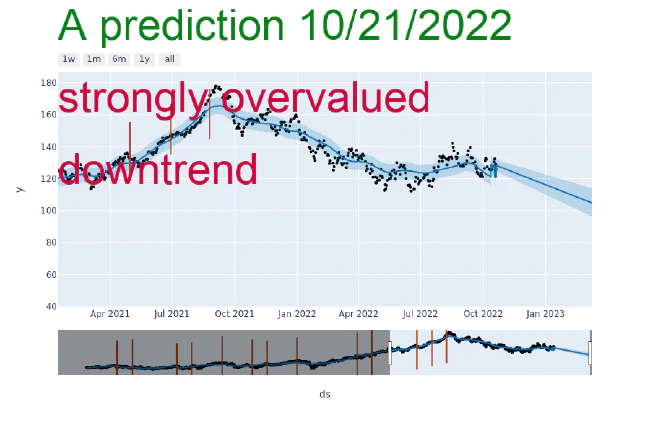 A prediction 10/21/2022
1w 1m 6m 1y all
strongly overvalued
downtrend
180
160
140
120
100
80
60
40
y
Apr 2021 Jul 2021 Oct 2021 Jan 2022 Apr 2022 Jul 2022 Oct 2022 Jan 2023
ds